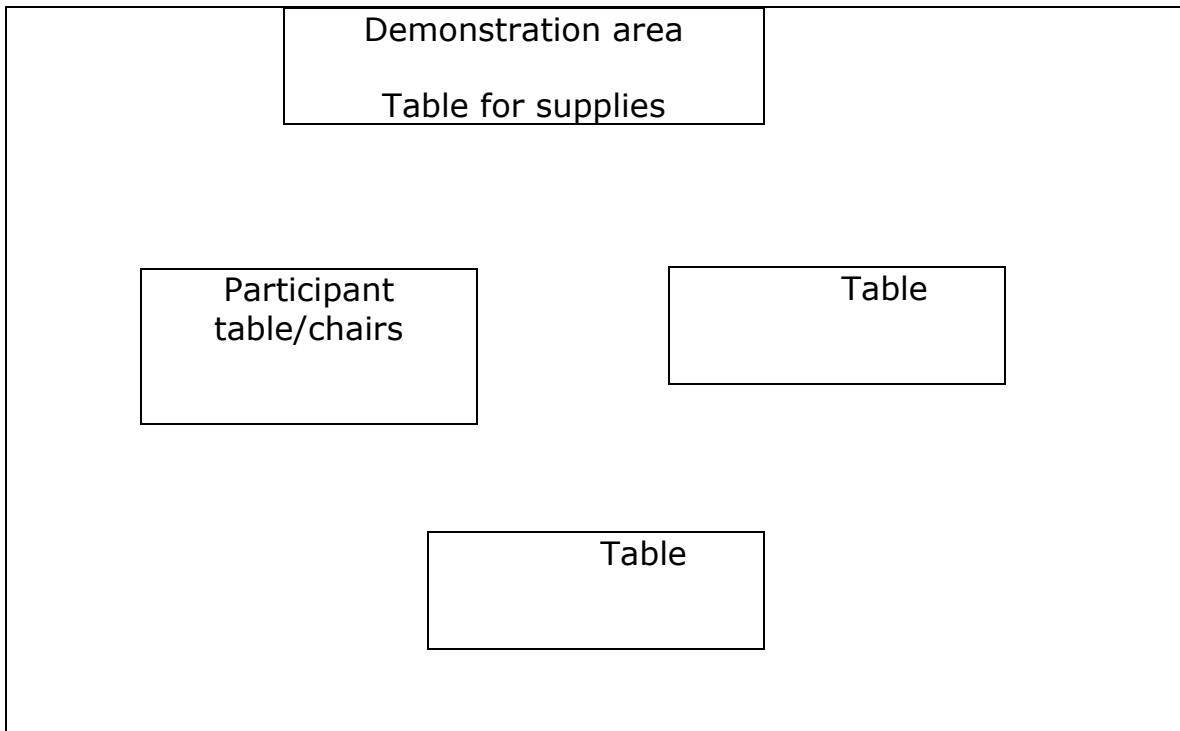 Demonstration area
Table for supplies
Participant
table/chairs
Table
Table